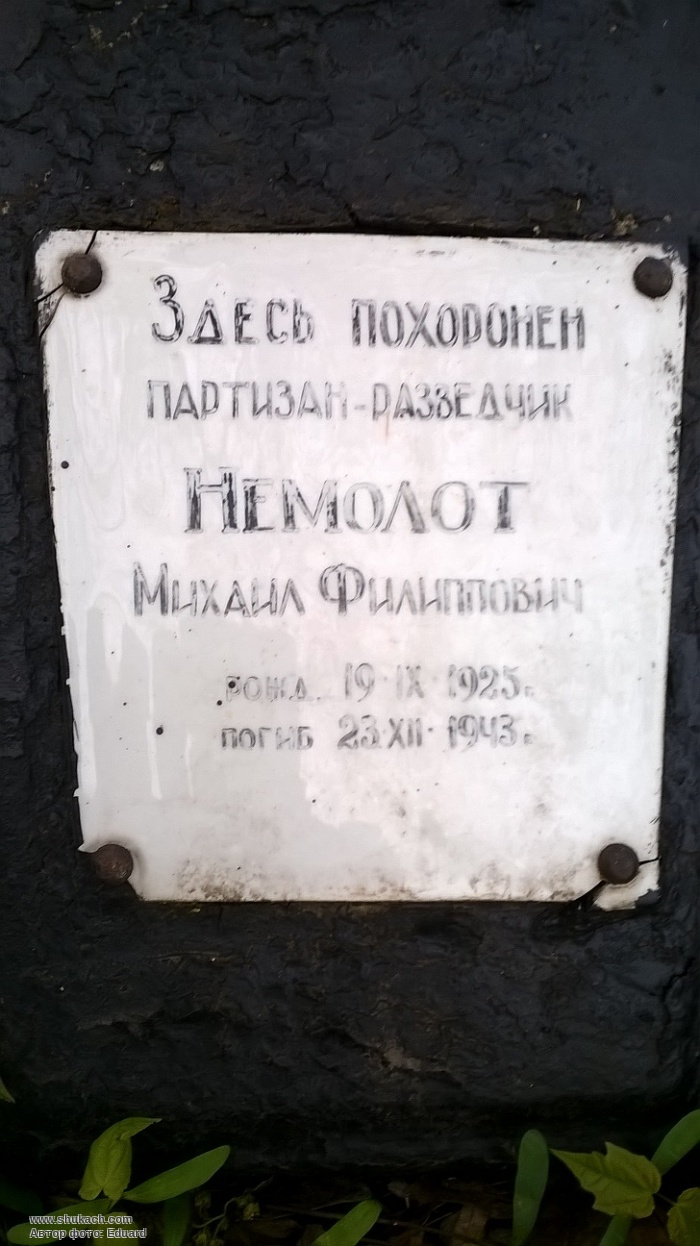 Здесь похоронен
партизан-разведчик
Немолот
Михаил Филиппович
рожд. 19·IX·1925.
погиб 23·XII·1943.
www.shukach.com
Автор фото: Eduard